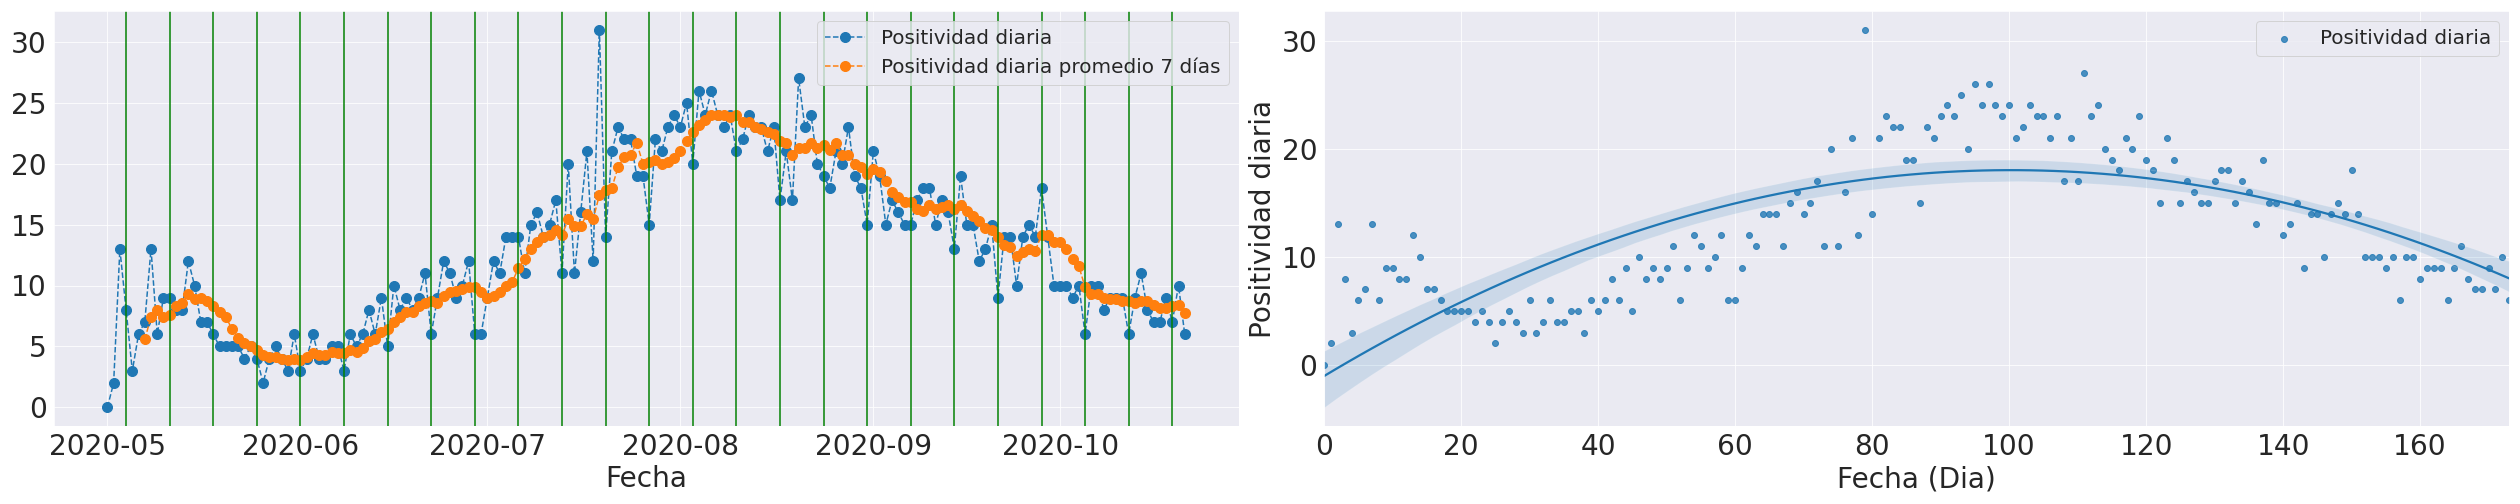 30
25
20
15
10
5
0
2020-05 2020-06 2020-07 2020-08 2020-09 2020-10
Fecha
Positividad diaria
Positividad diaria promedio 7 días
Positividad diaria
30
20
10
0
0 20 40 60 80 100 120 140 160
Fecha (Dia)
Positividad diaria